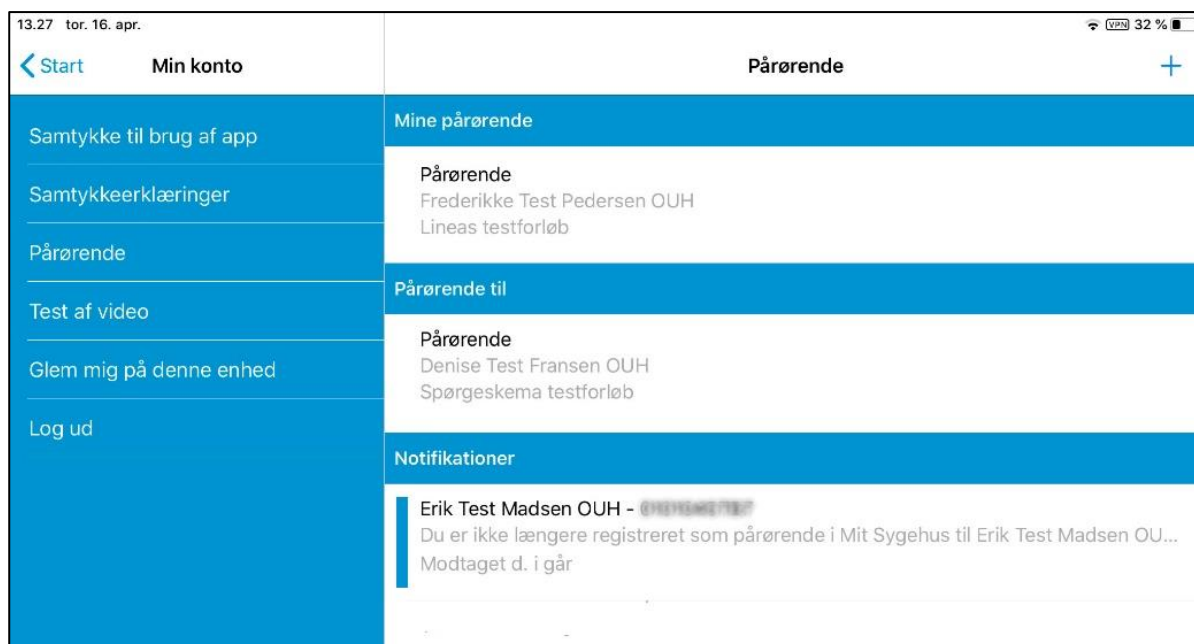 13.27 tor. 16. apr.
VPN 32 %
Start
Min konto
Samtykke til brug af app
Samtykkeerklæringer
Pårørende
Test af video
Glem mig på denne enhed
Log ud
Pårørende
Mine pårørende
Pårørende
Frederikke Test Pedersen OUH
Lineas testforløb
Pårørende til
Pårørende
Denise Test Fransen OUH
Spørgeskema testforløb
Notifikationer
Erik Test Madsen OUH -
Du er ikke længere registreret som pårørende i Mit Sygehus til Erik Test Madsen OU...
Modtaget d. i går